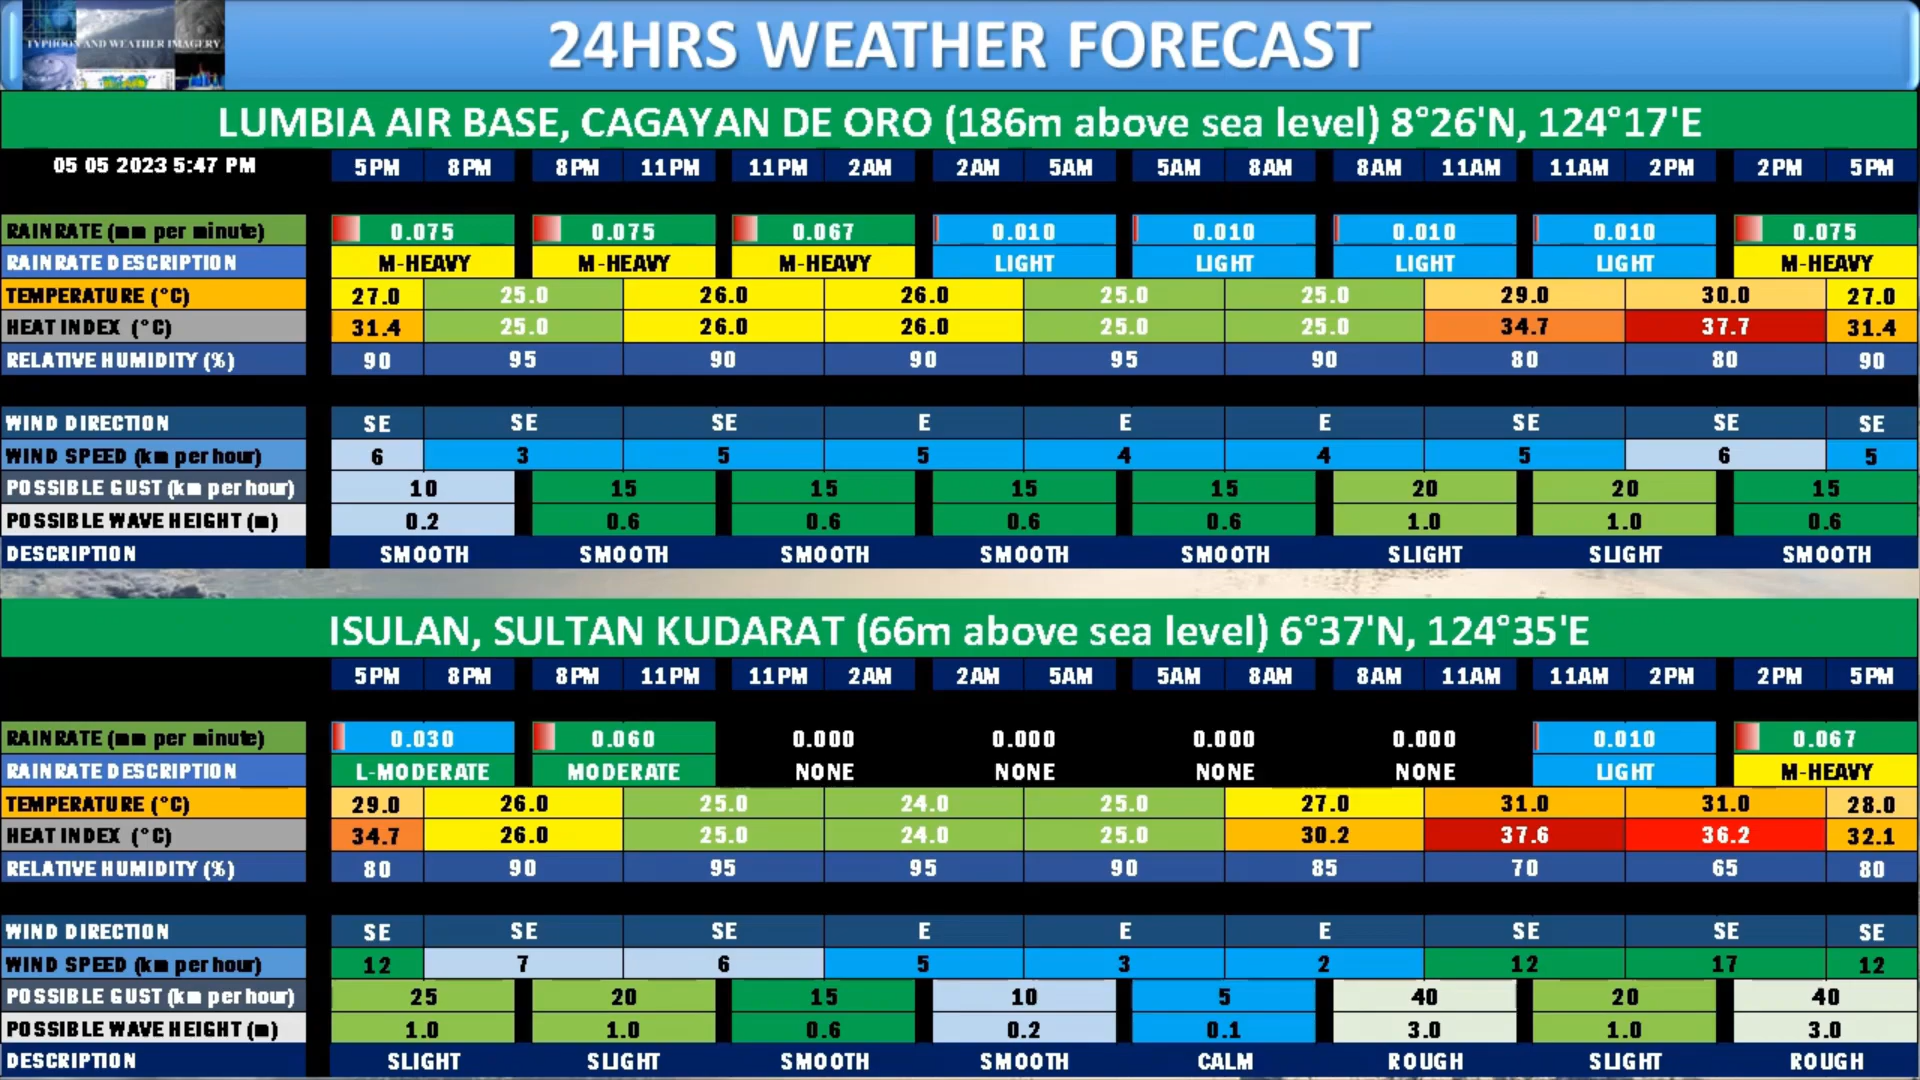 TYPHOON AND WEATHER IMAGERY
24HRS WEATHER FORECAST
LUMBIA AIR BASE, CAGAYAN DE ORO (186m above sea level) 8°26'N, 124°17'E
05 05 2023 5:47 PM 5PM 8PM 8PM 11PM 11PM 2AM 2AM 5AM 5AM 8AM 8AM 11AM 11AM 2PM 2PM 5PM
RAINRATE (mm per minute) 0.075 0.075 0.067 0.010 0.010 0.010 0.010 0.075
RAINRATE DESCRIPTION M-HEAVY M-HEAVY M-HEAVY LIGHT LIGHT LIGHT LIGHT M-HEAVY
TEMPERATURE (°C) 27.0 25.0 26.0 26.0 25.0 25.0 29.0 30.0 27.0
HEAT INDEX (°C) 31.4 25.0 26.0 26.0 25.0 25.0 34.7 37.7 31.4
RELATIVE HUMIDITY (%) 90 95 90 90 95 90 80 80 90
WIND DIRECTION SE SE SE E E E SE SE SE
WIND SPEED (km per hour) 6 3 5 5 4 4 5 6 5
POSSIBLE GUST (km per hour) 10 15 15 15 15 20 20 15
POSSIBLE WAVE HEIGHT (m) 0.2 0.6 0.6 0.6 0.6 1.0 1.0 0.6
DESCRIPTION SMOOTH SMOOTH SMOOTH SMOOTH SMOOTH SLIGHT SLIGHT SMOOTH
ISULAN, SULTAN KUDARAT (66m above sea level) 6°37'N, 124°35'E
5PM 8PM 8PM 11PM 11PM 2AM 2AM 5AM 5AM 8AM 8AM 11AM 11AM 2PM 2PM 5PM
RAINRATE (mm per minute) 0.030 0.060 0.000 0.000 0.000 0.000 0.010 0.067
RAINRATE DESCRIPTION L-MODERATE MODERATE NONE NONE NONE NONE LIGHT M-HEAVY
TEMPERATURE (°C) 29.0 26.0 25.0 24.0 25.0 27.0 31.0 31.0 28.0
HEAT INDEX (°C) 34.7 26.0 25.0 24.0 25.0 30.2 37.6 36.2 32.1
RELATIVE HUMIDITY (%) 80 90 95 95 90 85 70 65 80
WIND DIRECTION SE SE SE E E E SE SE SE
WIND SPEED (km per hour) 12 7 6 5 3 2 12 17 12
POSSIBLE GUST (km per hour) 25 20 15 10 5 40 20 40
POSSIBLE WAVE HEIGHT (m) 1.0 1.0 0.6 0.2 0.1 3.0 1.0 3.0
DESCRIPTION SLIGHT SLIGHT SMOOTH SMOOTH CALM ROUGH SLIGHT ROUGH